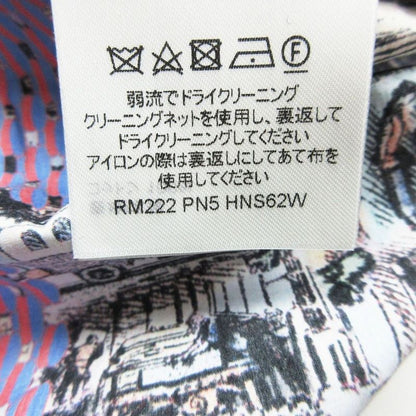 F
弱流でドライクリーニング
クリーニングネットを使用し、裏返して
ドライクリーニングしてください
アイロンの際は裏返しにしてあて布を
使用してください
RM222 PN5 HNS62W